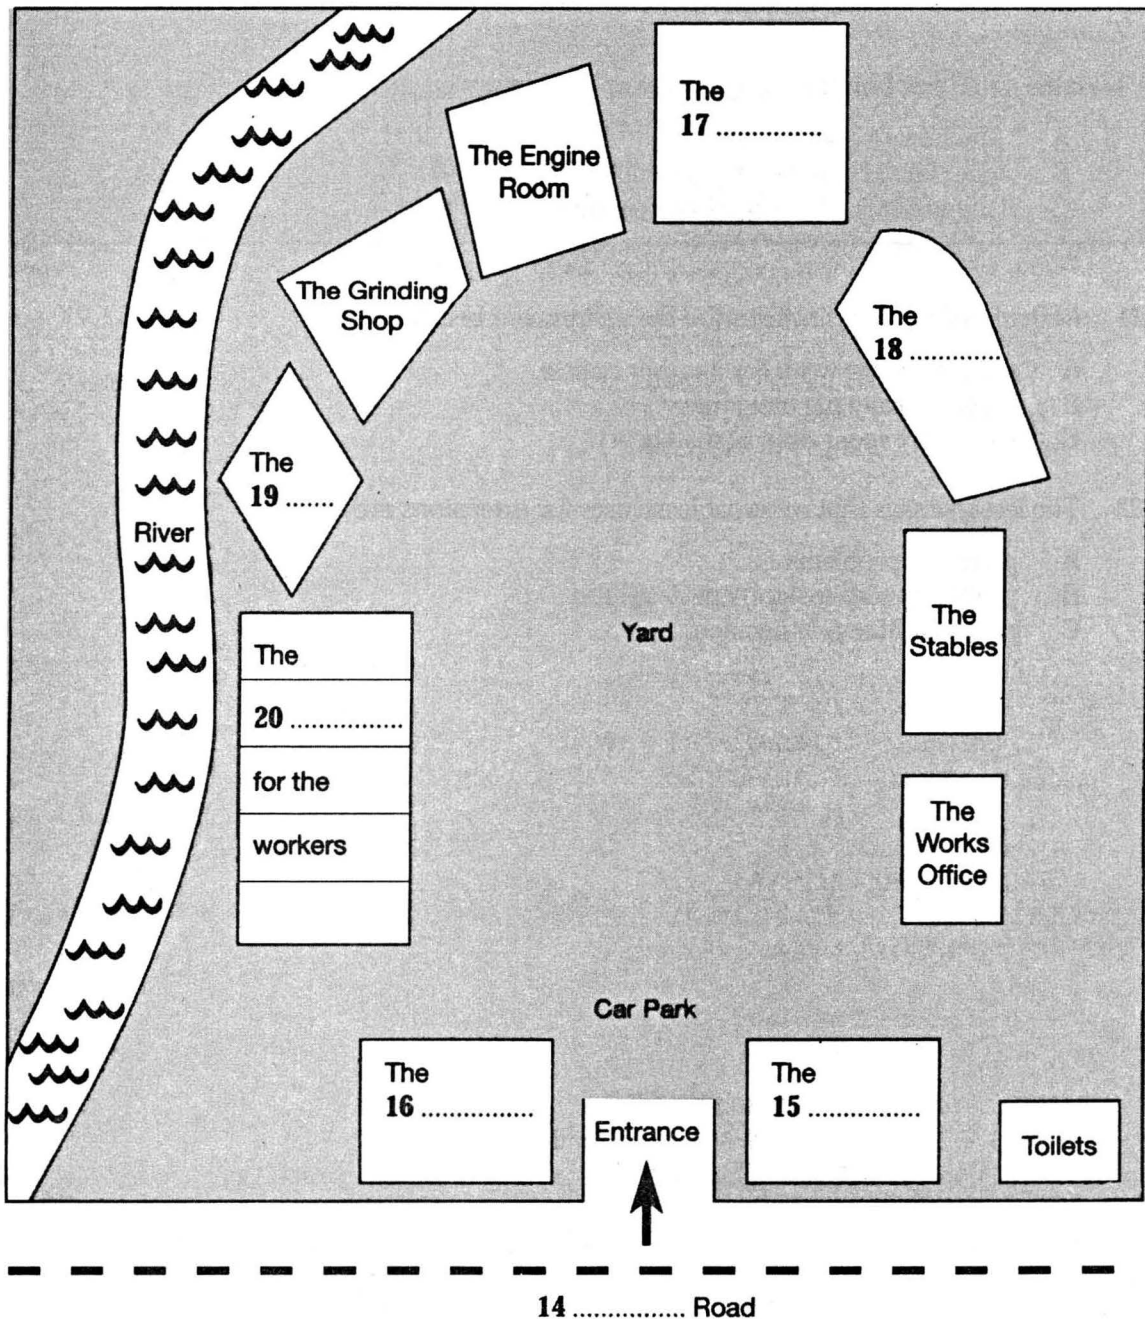 The
17 ...............
The Engine
Room
The Grinding
Shop
The
18 ...............
The
19 .......
River
The
20 ...............
for the
workers
Yard
The
Stables
The
Works
Office
Car Park
The
16 ...............
Entrance
The
15 ...............
Toilets
14 ............... Road